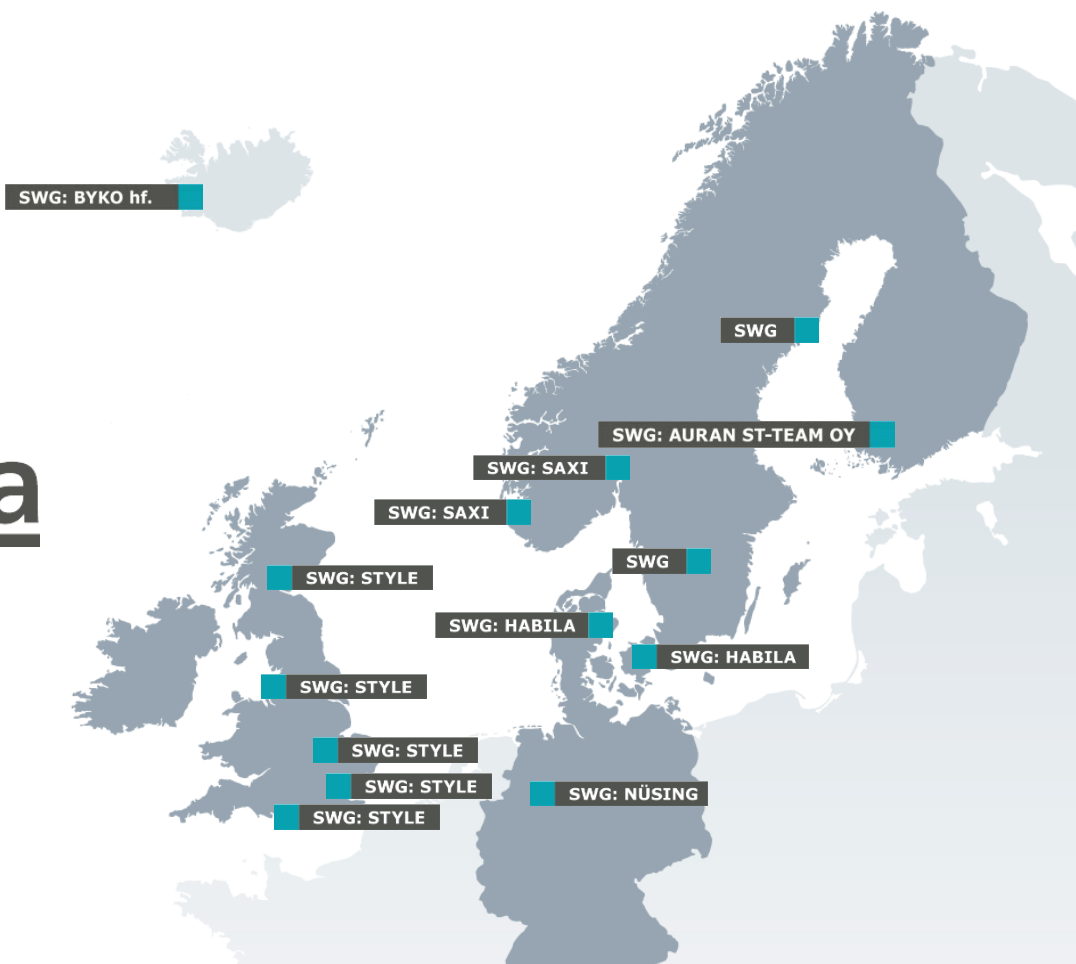 SWG: BYKO hf.
SWG
SWG: AURAN ST-TEAM OY
SWG: SAXI
a
SWG: SAXI
SWG
SWG: STYLE
SWG: HABILA
SWG: HABILA
SWG: STYLE
SWG: STYLE
SWG: STYLE
SWG: NÜSING
SWG: STYLE